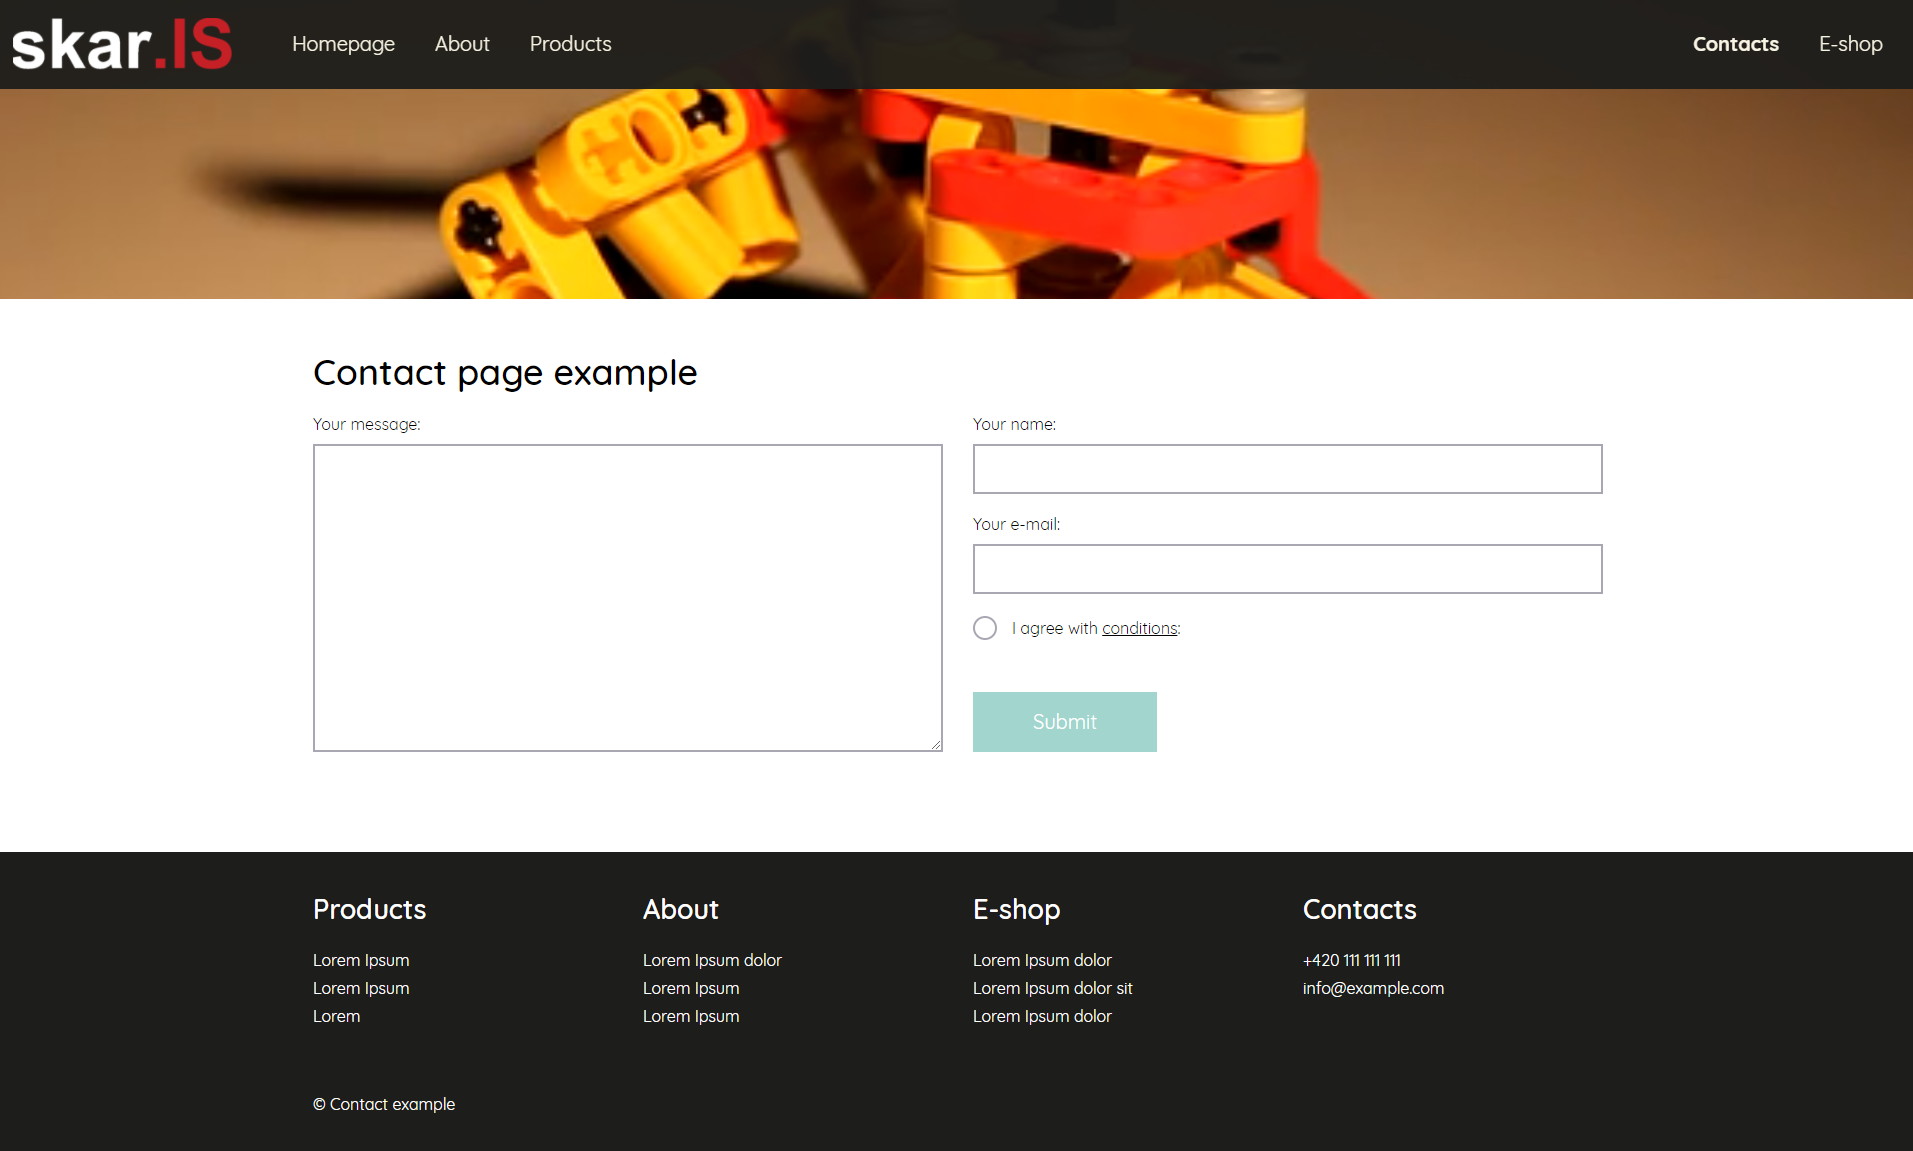 skar.IS
Homepage About Products Contacts E-shop
Contact page example
Your message:
Your name:
Your e-mail:
I agree with conditions:
Submit
Products
Lorem Ipsum
Lorem Ipsum
Lorem
About
Lorem Ipsum dolor
Lorem Ipsum
Lorem Ipsum
E-shop
Lorem Ipsum dolor
Lorem Ipsum dolor sit
Lorem Ipsum dolor
Contacts
+420 111 111 111
info@example.com
© Contact example